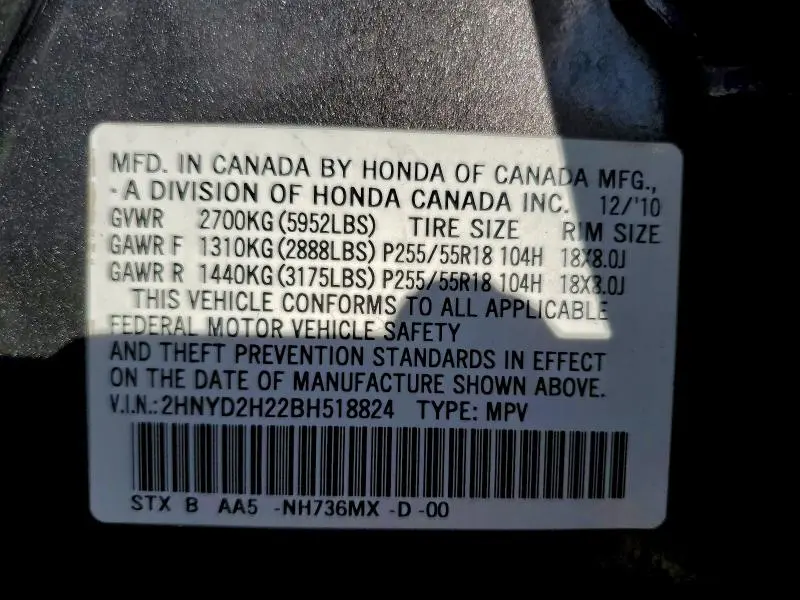 MFD. IN CANADA BY HONDA OF CANADA MFG.,
- A DIVISION OF HONDA CANADA INC. 12/'10
GVWR 2700KG (5952LBS) TIRE SIZE RIM SIZE
GAWR F 1310KG (2888LBS) P255/55R18 104H 18X8.0J
GAWR R 1440KG (3175LBS) P255/55R18 104H 18X8.0J
THIS VEHICLE CONFORMS TO ALL APPLICABLE
FEDERAL MOTOR VEHICLE SAFETY
AND THEFT PREVENTION STANDARDS IN EFFECT
ON THE DATE OF MANUFACTURE SHOWN ABOVE.
V.I.N.: 2HNYD2H22BH518824 TYPE: MPV
STX B AA5 -NH736MX -D -00